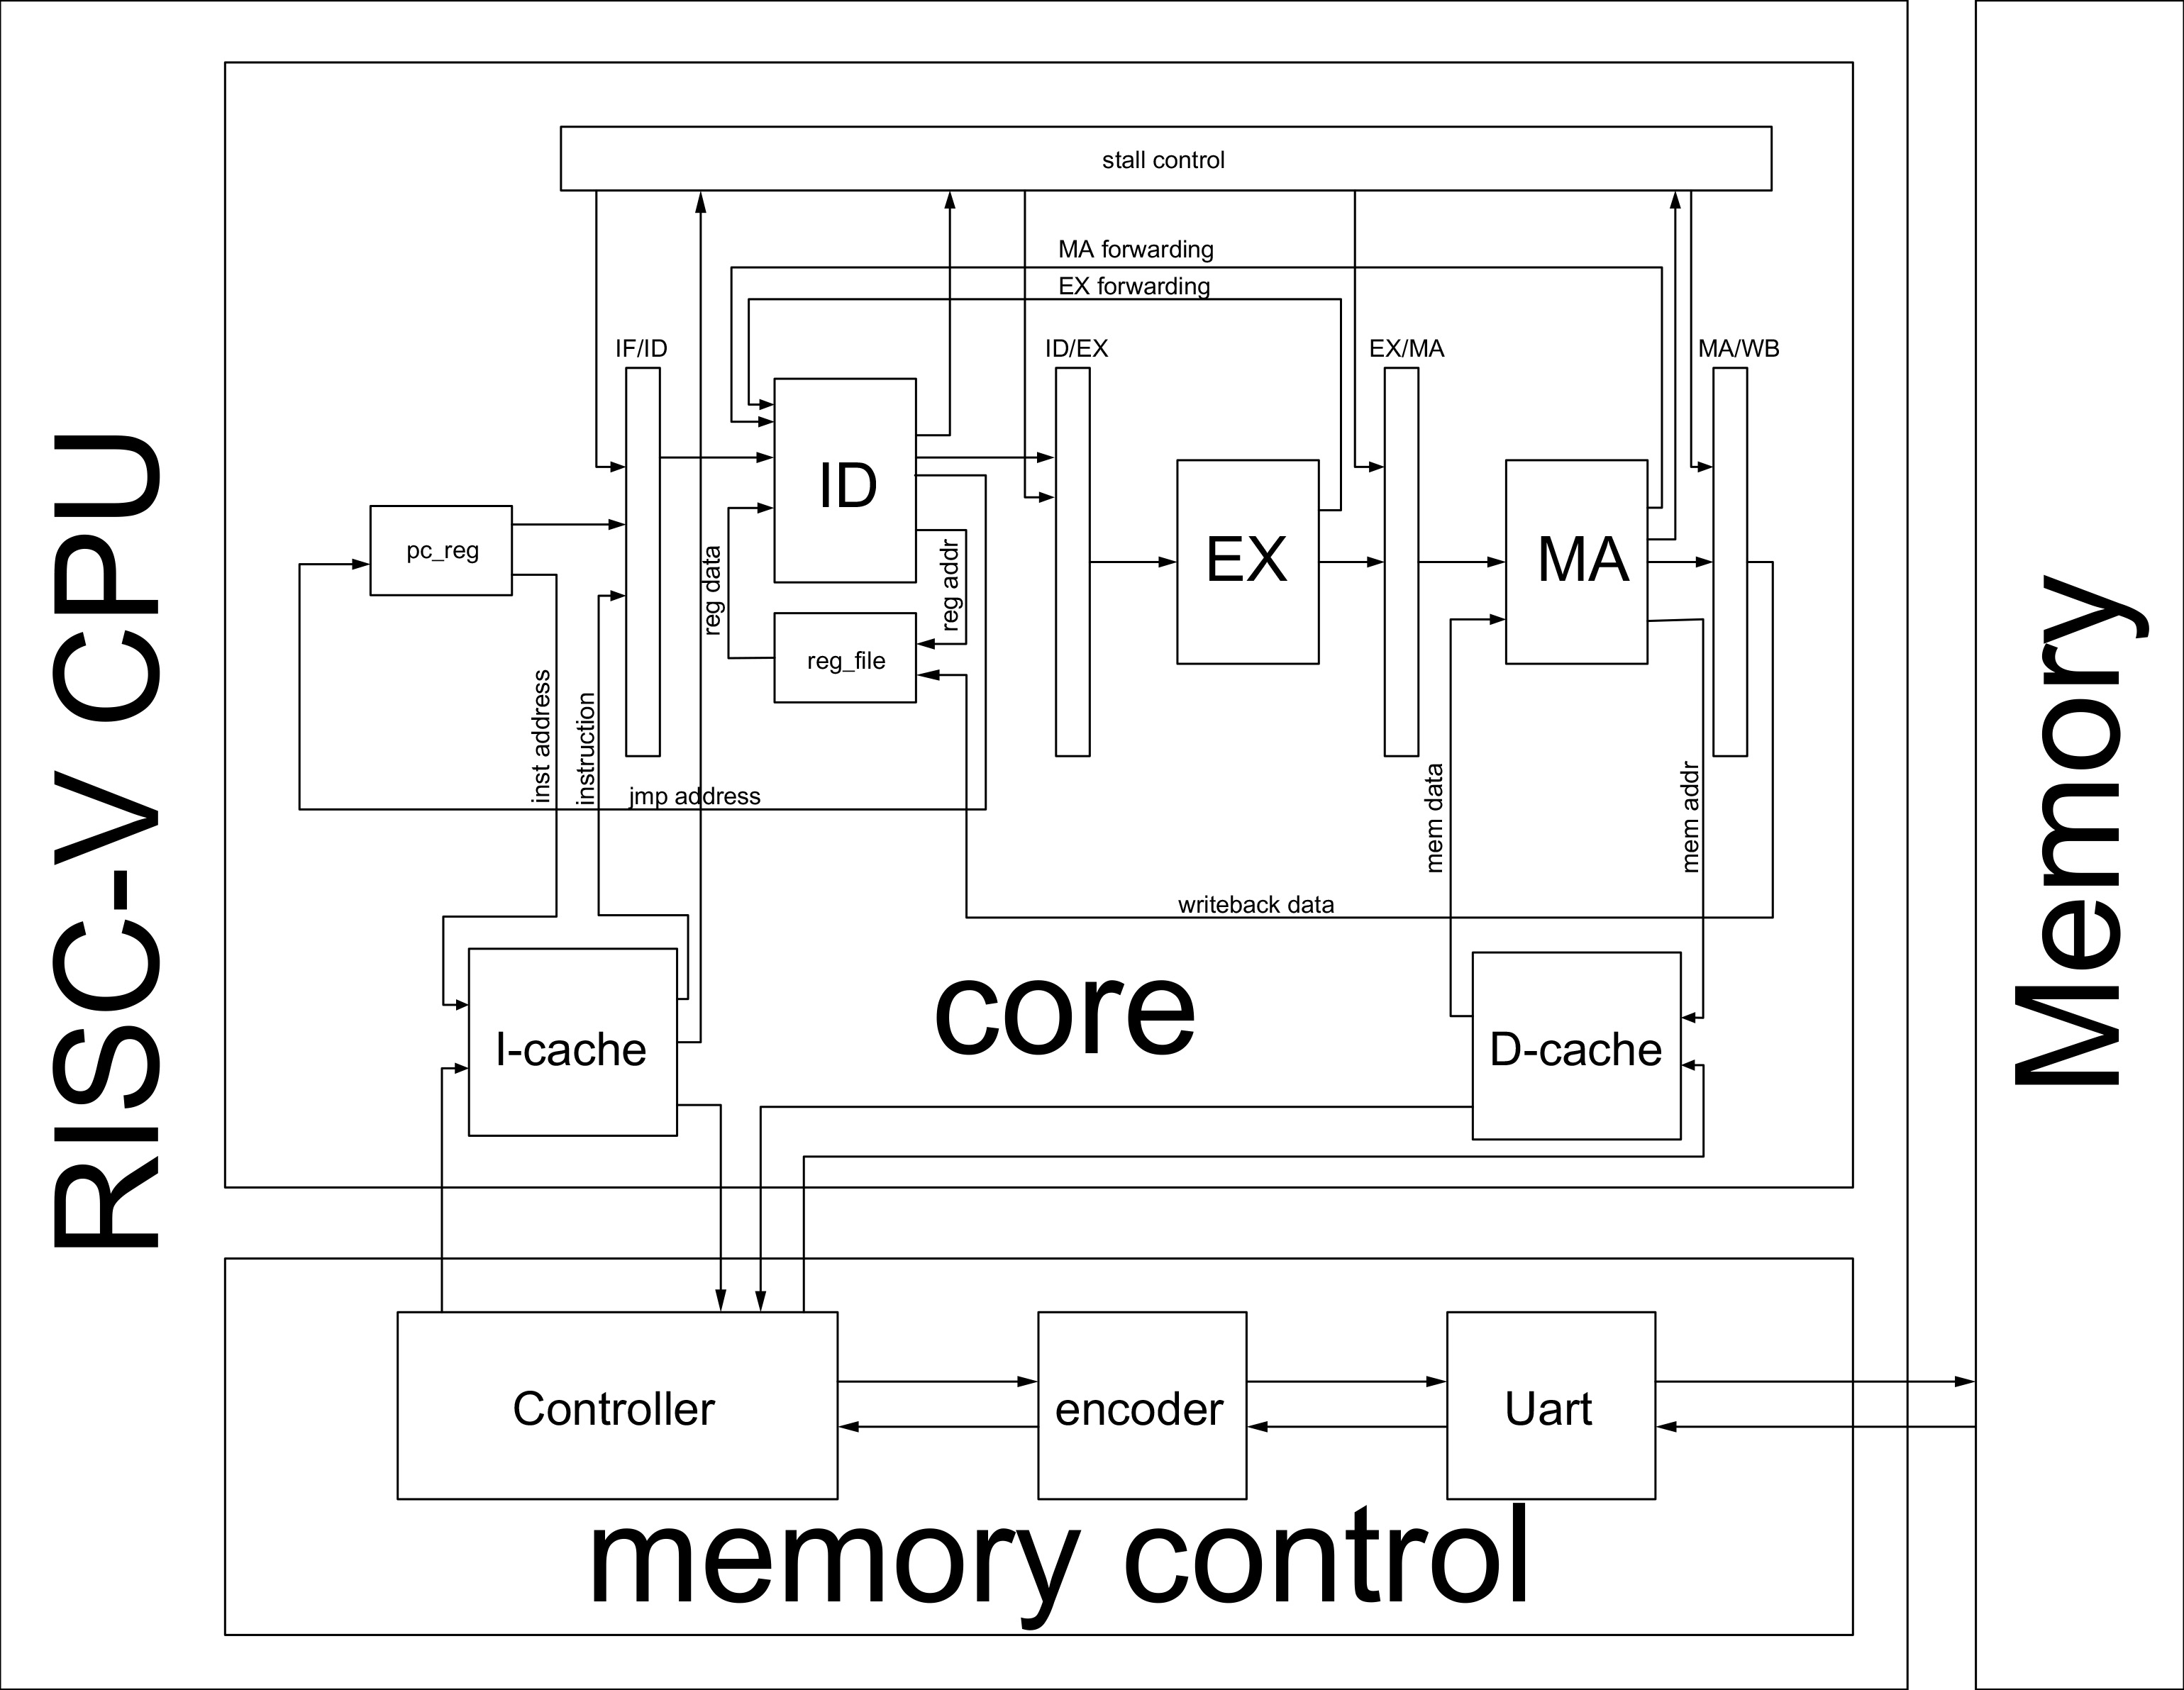 RISC-V CPU
stall control
MA forwarding
EX forwarding
IF/ID
ID/EX
EX/MA
MA/WB
ID
pc_reg
EX
MA
reg data
reg addr
reg_file
inst address
instruction
jmp address
mem data
mem addr
writeback data
core
I-cache
D-cache
Controller
encoder
Uart
memory control
Memory